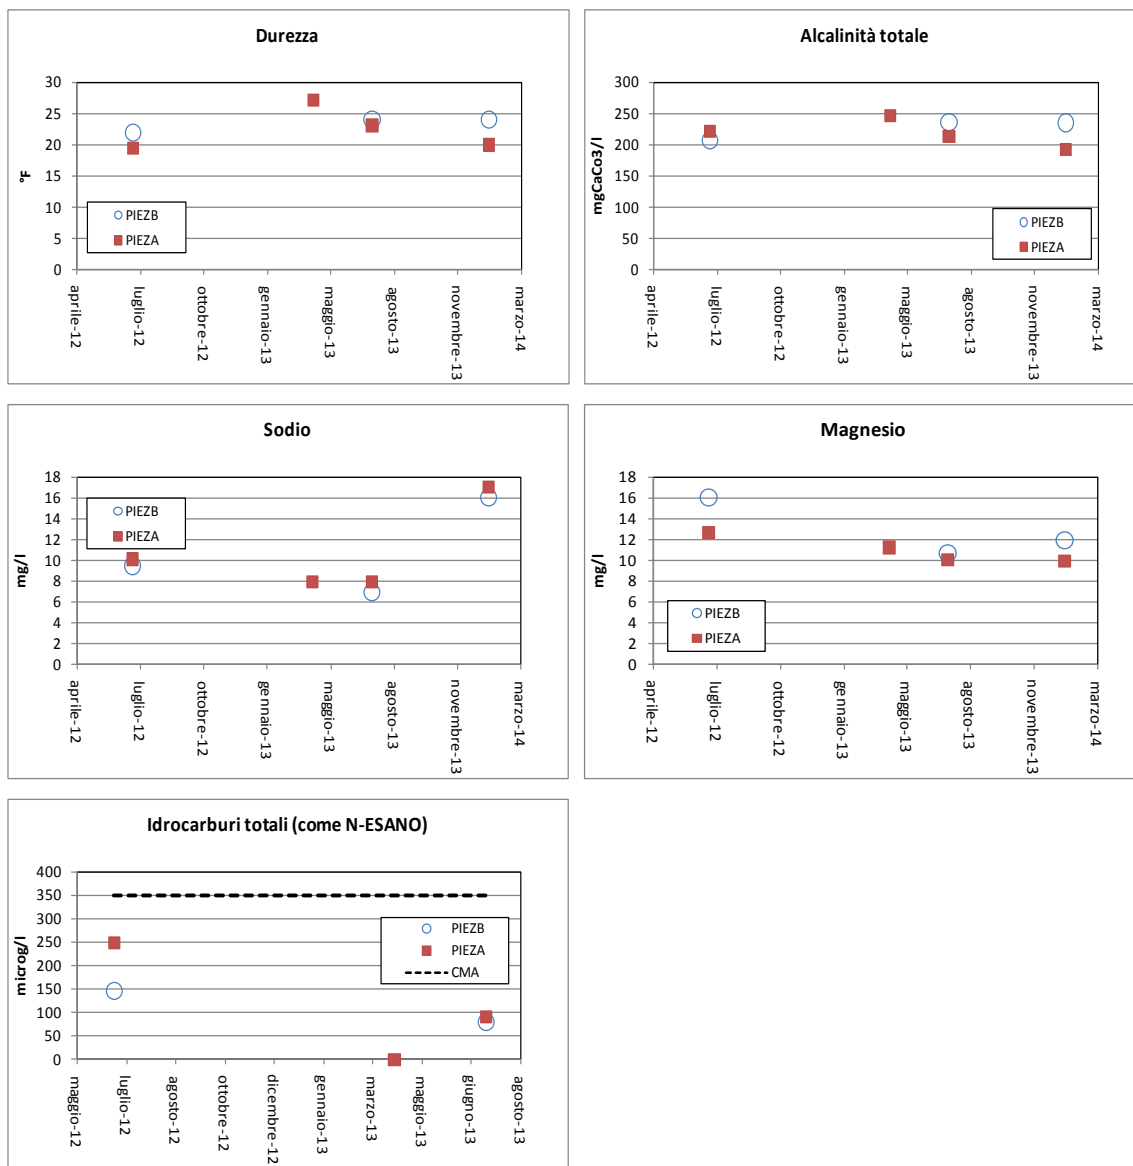 Durezza
30
25
20
15
10
5
0
°F
PIEZB
PIEZA
aprile-12
luglio-12
ottobre-12
gennaio-13
maggio-13
agosto-13
novembre-13
marzo-14
Alcalinità totale
300
250
200
150
100
50
0
mgCaCo3/l
PIEZB
PIEZA
aprile-12
luglio-12
ottobre-12
gennaio-13
maggio-13
agosto-13
novembre-13
marzo-14
Sodio
18
16
14
12
10
8
6
4
2
0
mg/l
PIEZB
PIEZA
aprile-12
luglio-12
ottobre-12
gennaio-13
maggio-13
agosto-13
novembre-13
marzo-14
Magnesio
18
16
14
12
10
8
6
4
2
0
mg/l
PIEZB
PIEZA
aprile-12
luglio-12
ottobre-12
gennaio-13
maggio-13
agosto-13
novembre-13
marzo-14
Idrocarburi totali (come N-ESANO)
400
350
300
250
200
150
100
50
0
microg/l
PIEZB
PIEZA
CMA
maggio-12
luglio-12
agosto-12
ottobre-12
dicembre-12
gennaio-13
marzo-13
maggio-13
giugno-13
agosto-13